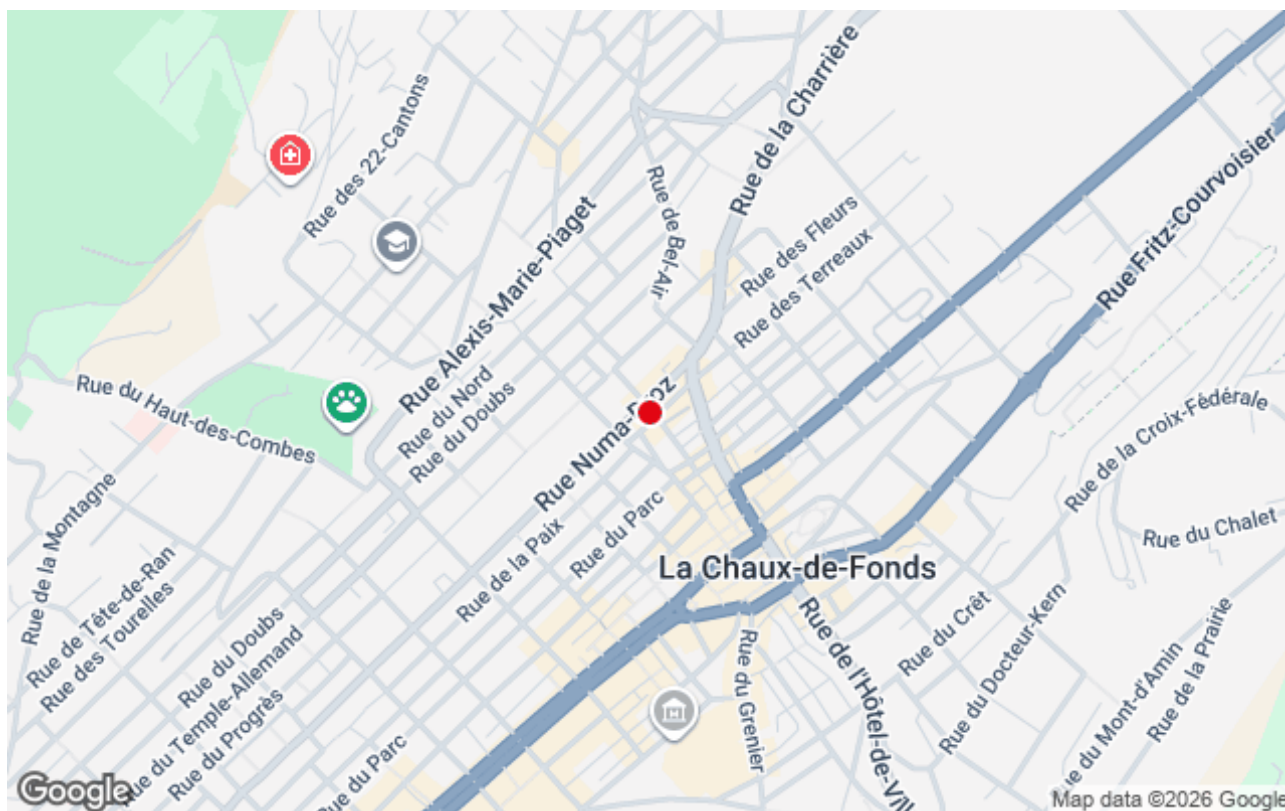 Rue de la Charrière
Rue des 22-Cantons
Rue de Bel-Air
Rue Fritz-Courvoisier
Rue Alexis-Marie-Piaget
Rue des Fleurs
Rue des Terreaux
Rue du Haut-des-Combes
Rue du Nord
Rue du Doubs
Rue Numa-Droz
Rue de la Croix-Fédérale
Rue du Chalet
Rue de la Montagne
Rue du Parc
Rue de la Paix
La Chaux-de-Fonds
Rue de Tête-de-Ran
Rue des Tourelles
Rue du Doubs
Rue du Temple-Allemand
Rue du Progrès
Rue du Crêt
Rue du Docteur-Kern
Rue de l'Hôtel-de-Vill
Rue du Grenier
Rue du Mont-d'Amin
Rue de la Prairie
Rue du Parc
Google
Map data ©2026 Google